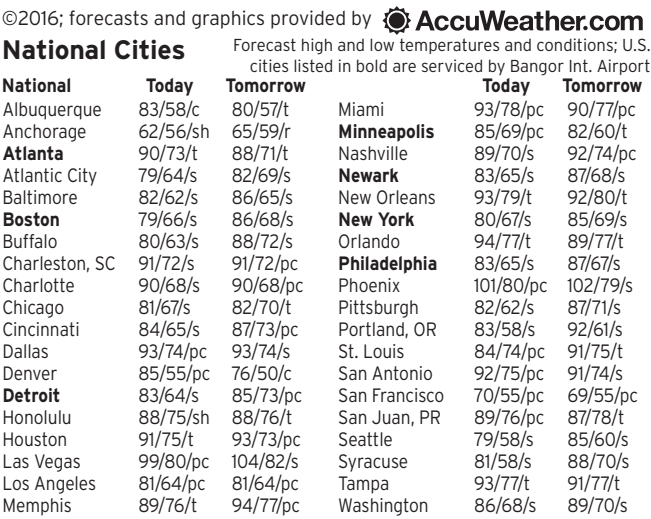 ©2016; forecasts and graphics provided by AccuWeather.com
National Cities
Forecast high and low temperatures and conditions; U.S.
cities listed in bold are serviced by Bangor Int. Airport
National Today Tomorrow
Albuquerque 83/58/c 80/57/t
Anchorage 62/56/sh 65/59/r
Atlanta 90/73/t 88/71/t
Atlantic City 79/64/s 82/69/s
Baltimore 82/62/s 86/65/s
Boston 79/66/s 86/68/s
Buffalo 80/63/s 88/72/s
Charleston, SC 91/72/s 91/72/pc
Charlotte 90/68/s 90/68/pc
Chicago 81/67/s 82/70/t
Cincinnati 84/65/s 87/73/pc
Dallas 93/74/pc 93/74/s
Denver 85/55/pc 76/50/c
Detroit 83/64/s 85/73/pc
Honolulu 88/75/sh 88/76/t
Houston 91/75/t 93/73/pc
Las Vegas 99/80/pc 104/82/s
Los Angeles 81/64/pc 81/64/pc
Memphis 89/76/t 94/77/pc
Today Tomorrow
Miami 93/78/pc 90/77/pc
Minneapolis 85/69/pc 82/60/t
Nashville 89/70/s 92/74/pc
Newark 83/65/s 87/68/s
New Orleans 93/79/t 92/80/t
New York 80/67/s 85/69/s
Orlando 94/77/t 89/77/t
Philadelphia 83/65/s 87/67/s
Phoenix 101/80/pc 102/79/s
Pittsburgh 82/62/s 87/71/s
Portland, OR 83/58/s 92/61/s
St. Louis 84/74/pc 91/75/t
San Antonio 92/75/pc 91/74/s
San Francisco 70/55/pc 69/55/pc
San Juan, PR 89/76/pc 87/78/t
Seattle 79/58/s 85/60/s
Syracuse 81/58/s 88/70/s
Tampa 93/77/t 91/77/t
Washington 86/68/s 89/70/s